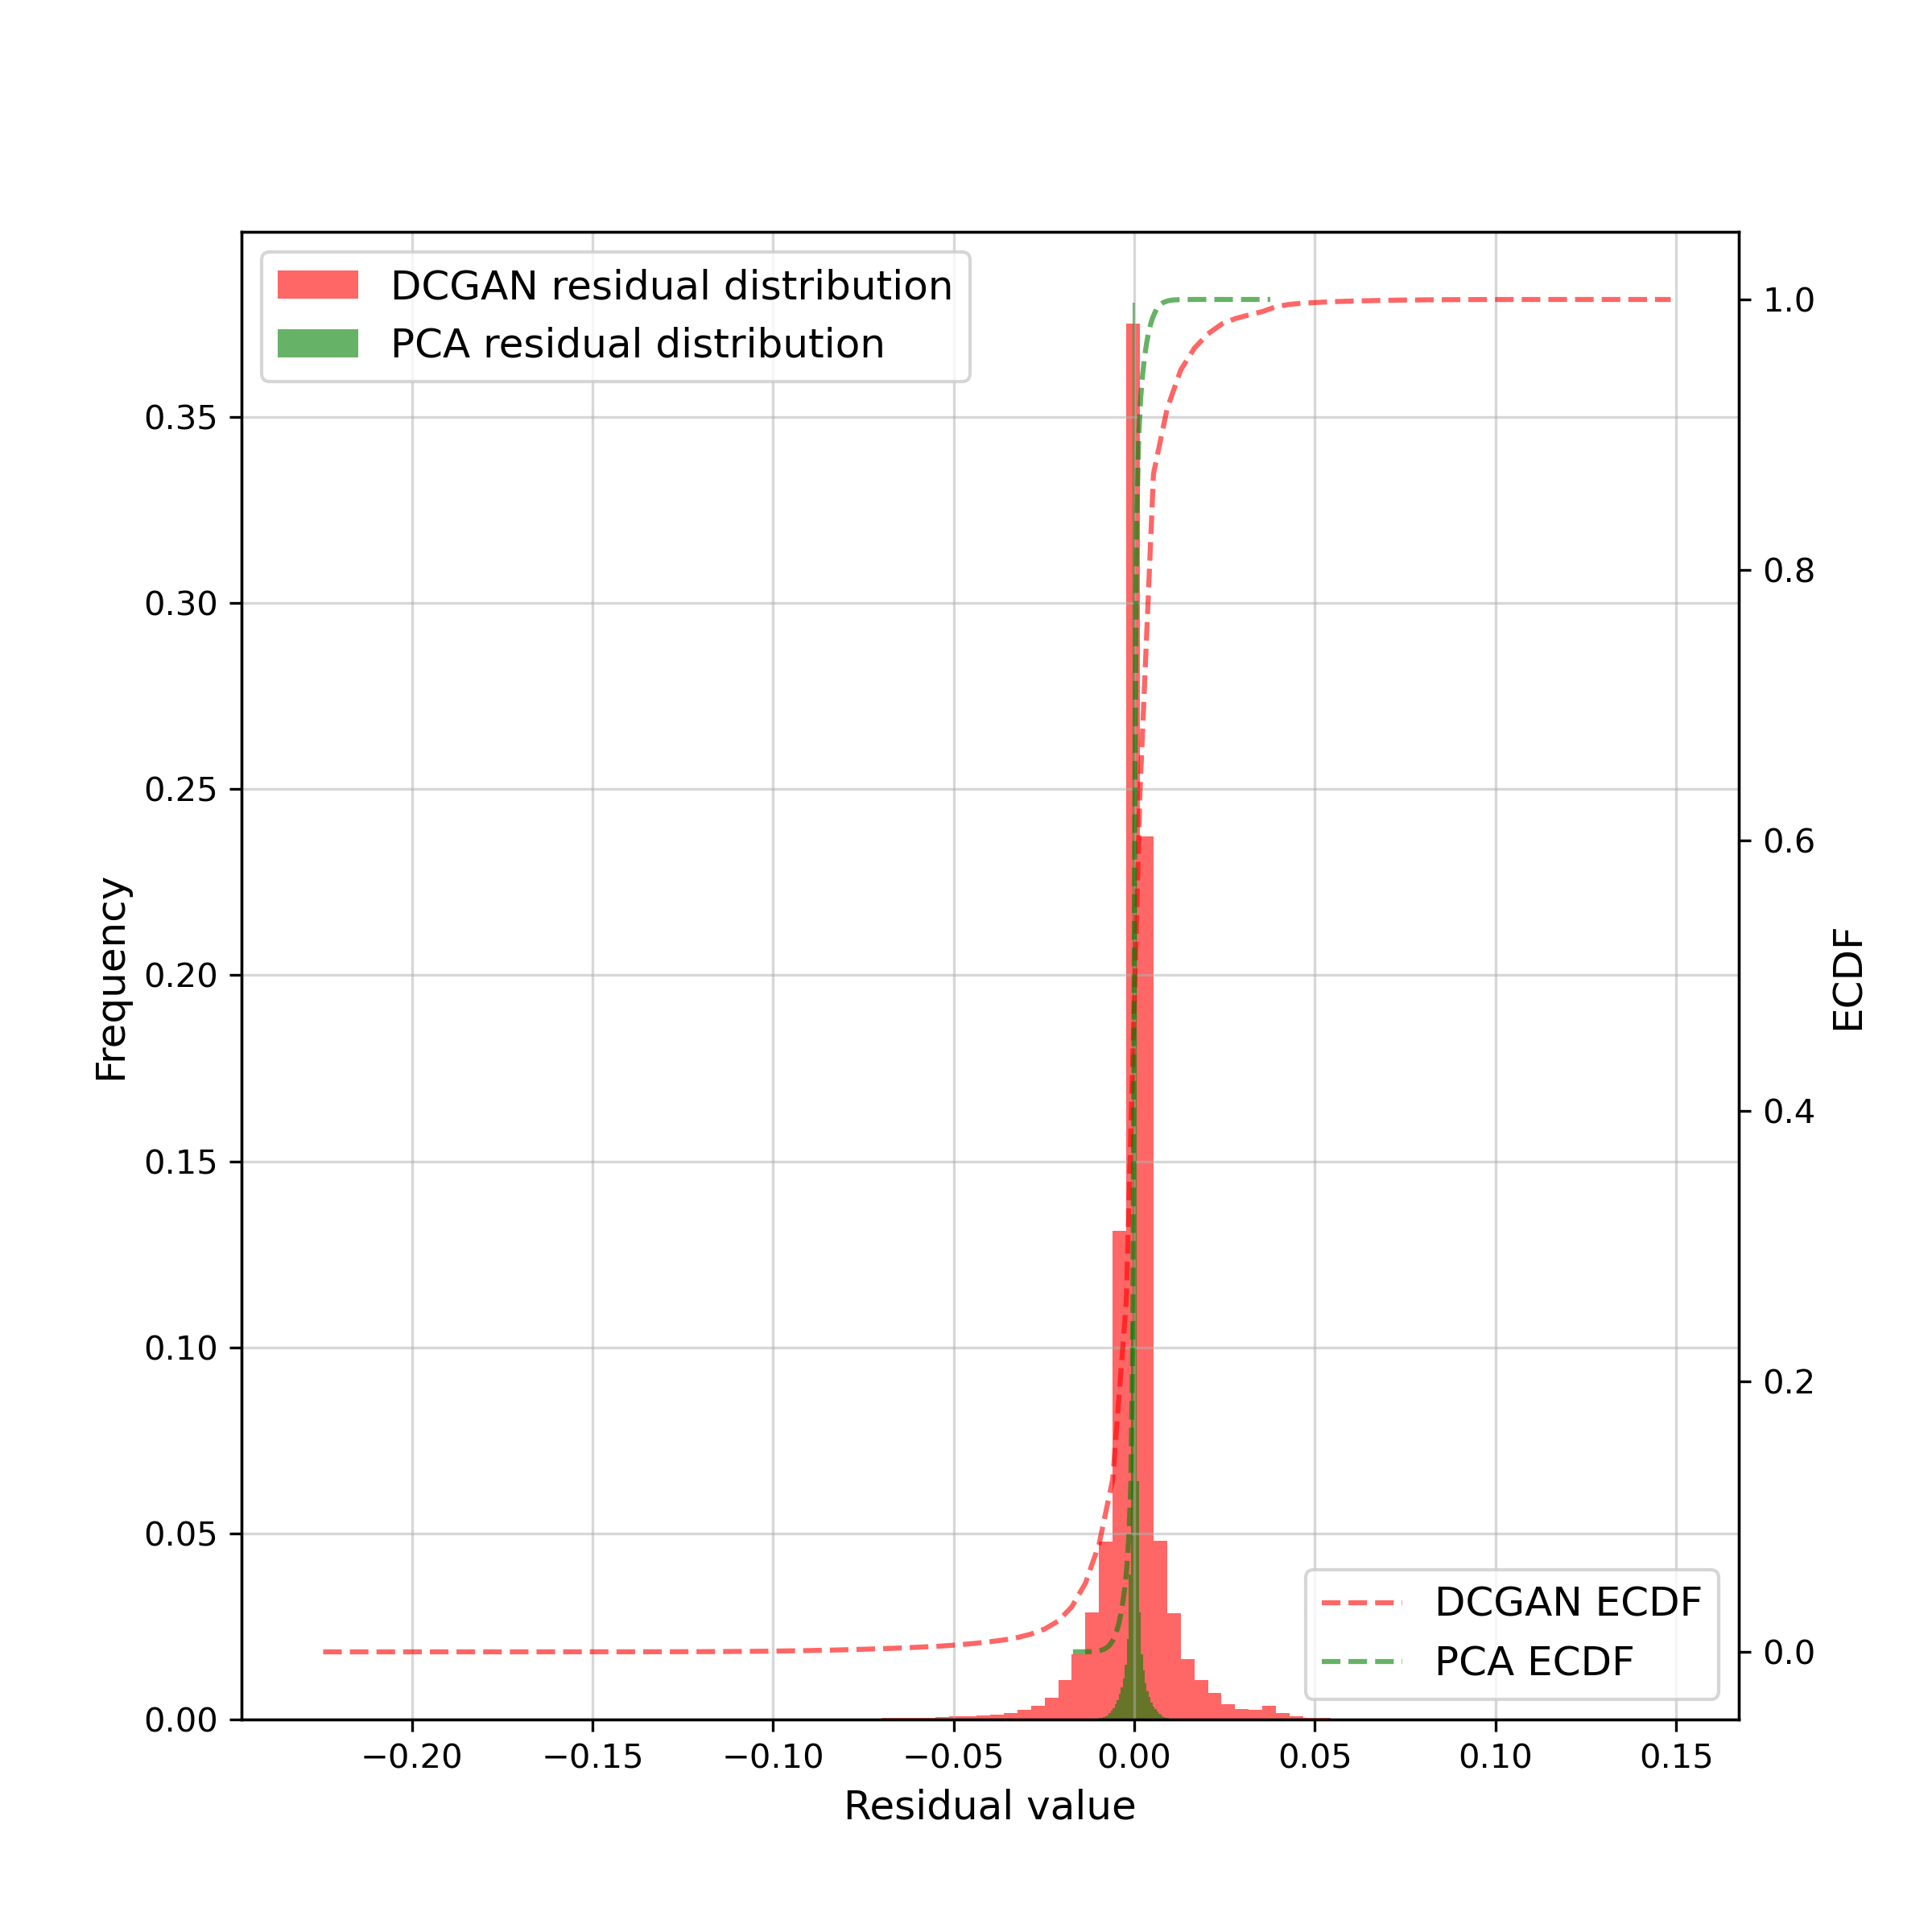 DCGAN residual distribution
PCA residual distribution
0.35
0.30
0.25
0.20
0.15
0.10
0.05
0.00
Frequency
1.0
0.8
0.6
0.4
0.2
0.0
ECDF
DCGAN ECDF
PCA ECDF
−0.20 −0.15 −0.10 −0.05 0.00 0.05 0.10 0.15
Residual value